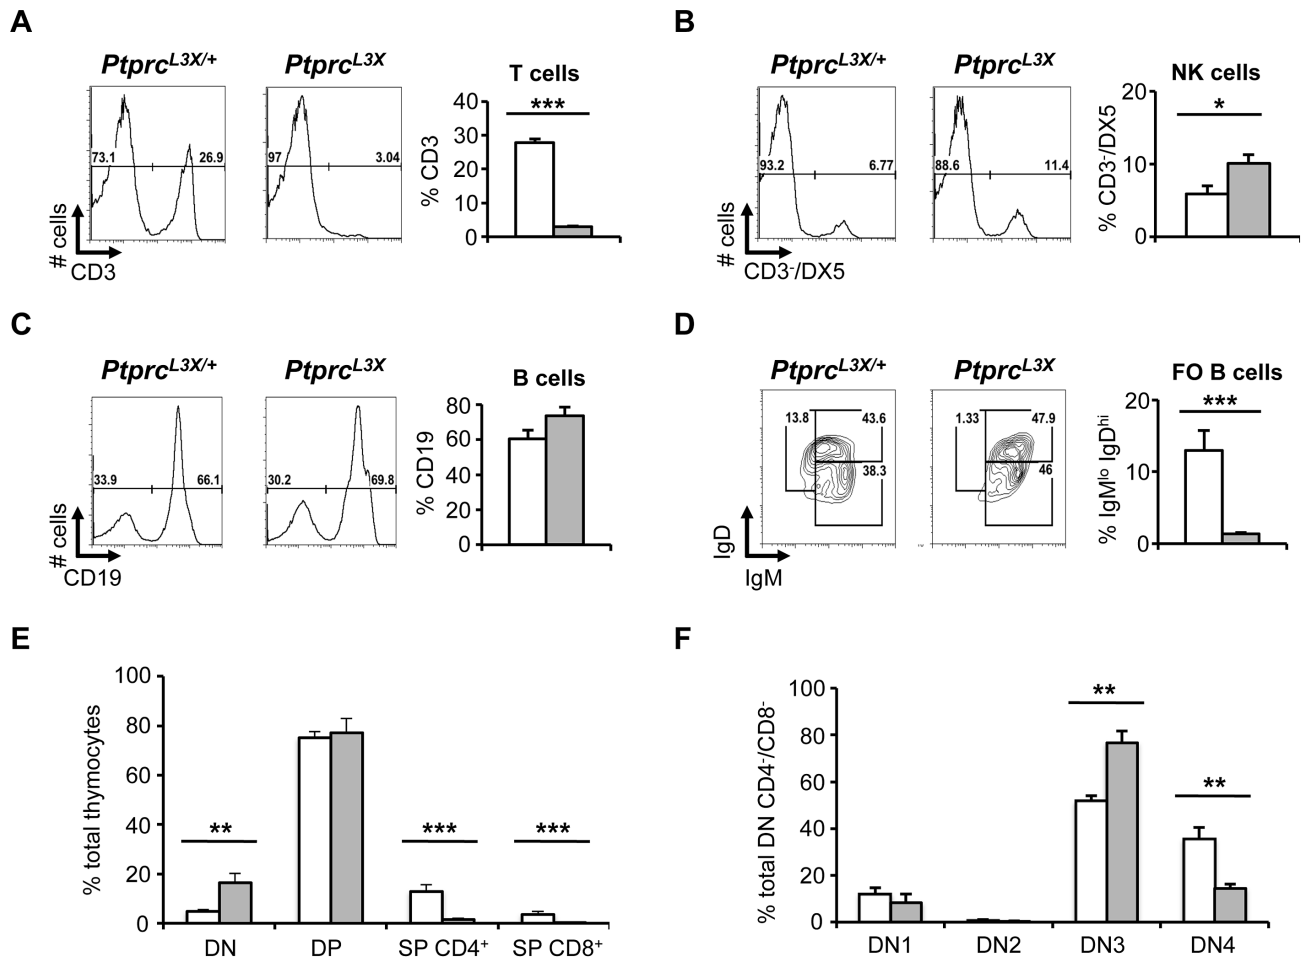 A
Ptprc^L3X/+
Ptprc^L3X
T cells
***
73.1
26.9
97
3.04
# cells
CD3
% CD3
40
30
20
10
0
B
Ptprc^L3X/+
Ptprc^L3X
NK cells
*
93.2
6.77
88.6
11.4
# cells
CD3⁻/DX5
% CD3⁻/DX5
20
10
0
C
Ptprc^L3X/+
Ptprc^L3X
B cells
33.9
66.1
30.2
69.8
# cells
CD19
% CD19
80
60
40
20
0
D
Ptprc^L3X/+
Ptprc^L3X
FO B cells
***
13.8
43.6
38.3
1.33
47.9
46
IgD
IgM
% IgM^lo IgD^hi
20
10
0
E
% total thymocytes
100
80
60
40
20
0
**
***
***
DN
DP
SP CD4⁺
SP CD8⁺
F
% total DN CD4⁻/CD8⁻
100
80
60
40
20
0
**
**
DN1
DN2
DN3
DN4